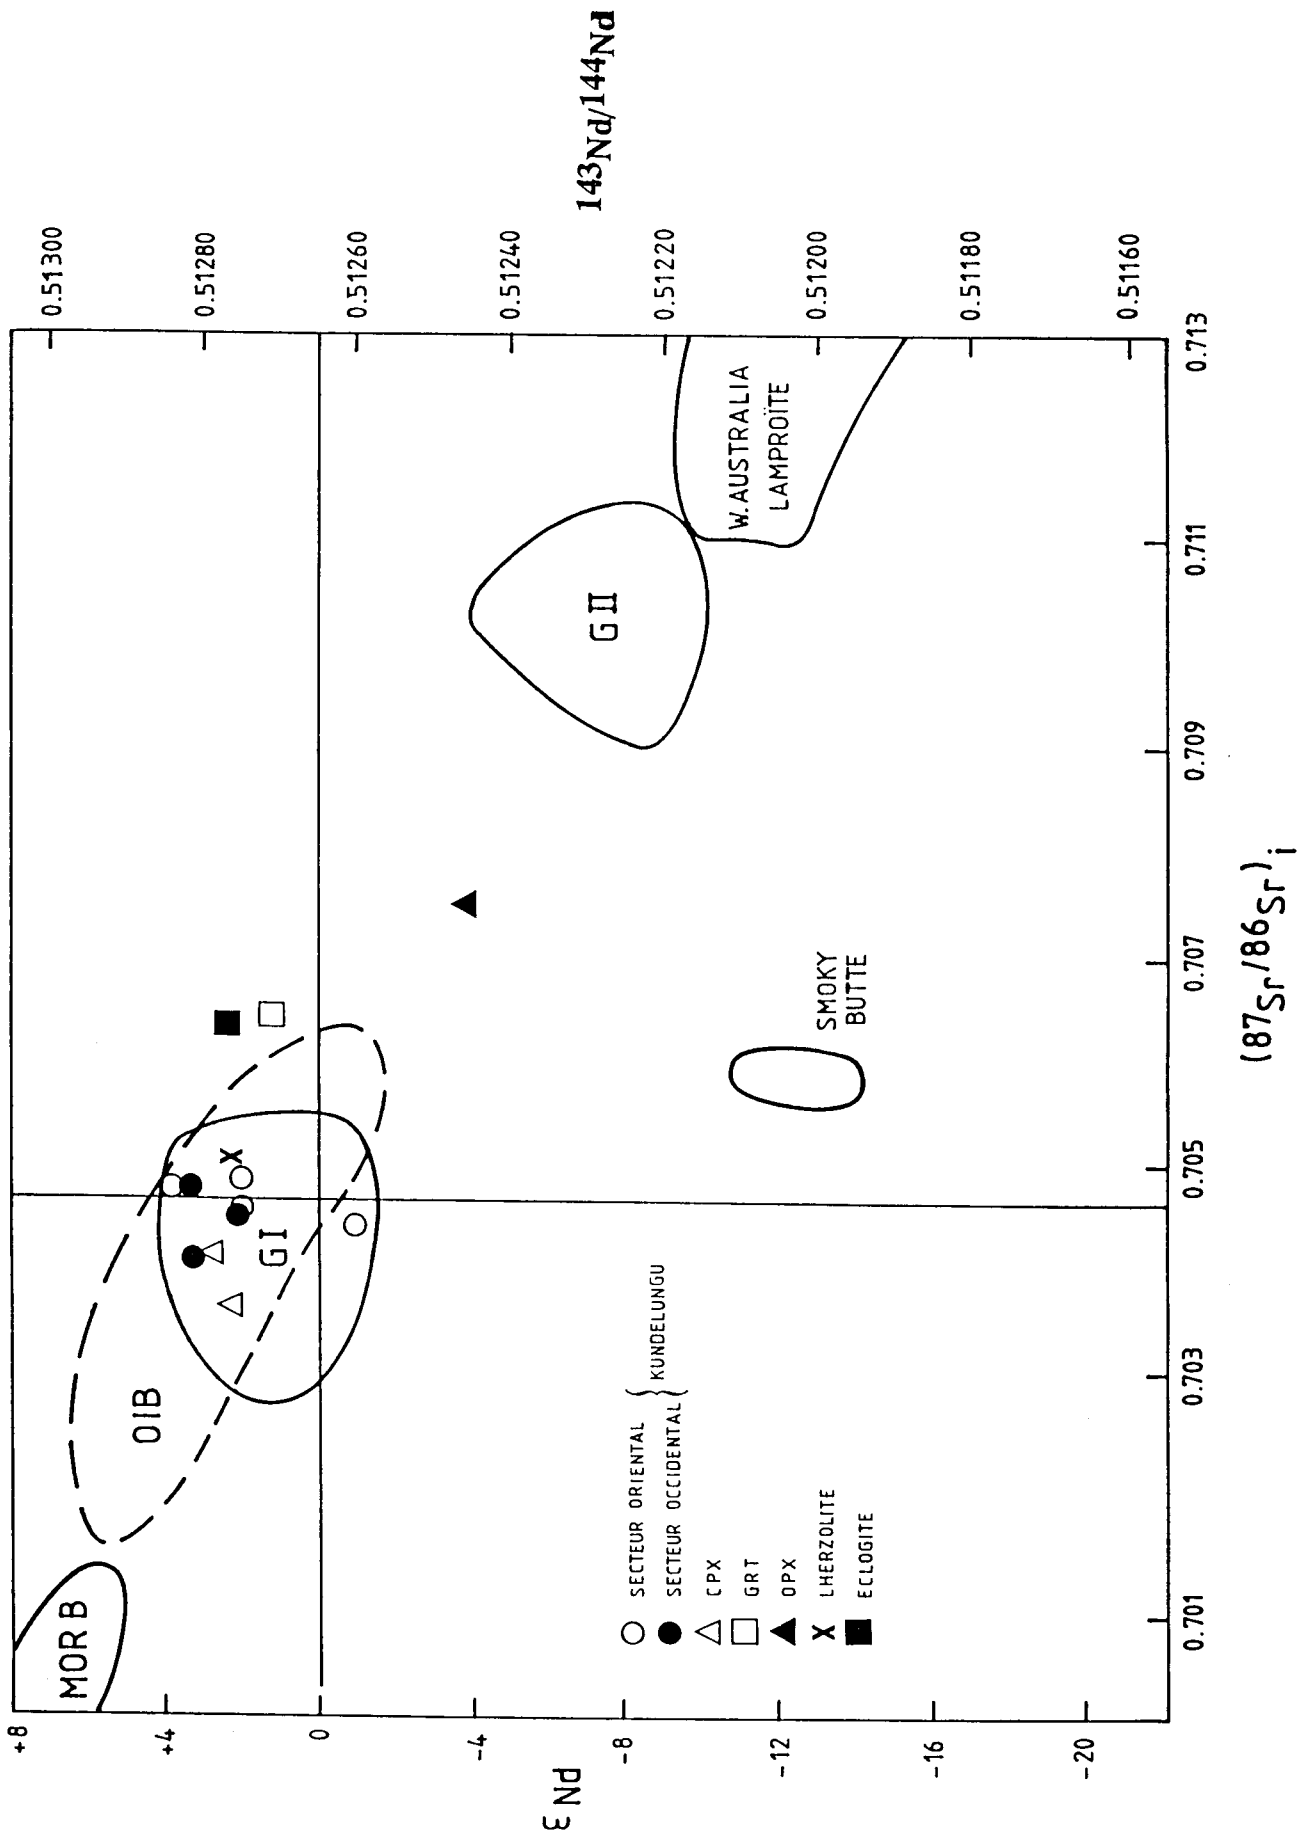 εNd
+8
+4
0
-4
-8
-12
-16
-20
143Nd/144Nd
0.51300
0.51280
0.51260
0.51240
0.51220
0.51200
0.51180
0.51160
MORB
OIB
GI
GII
W.AUSTRALIA
LAMPROÏTE
SMOKY
BUTTE
SECTEUR ORIENTAL
SECTEUR OCCIDENTAL
KUNDELUNGU
CPX
GRT
OPX
X LHERZOLITE
ECLOGITE
X
0.701
0.703
0.705
0.707
0.709
0.711
0.713
(87Sr/86Sr)i